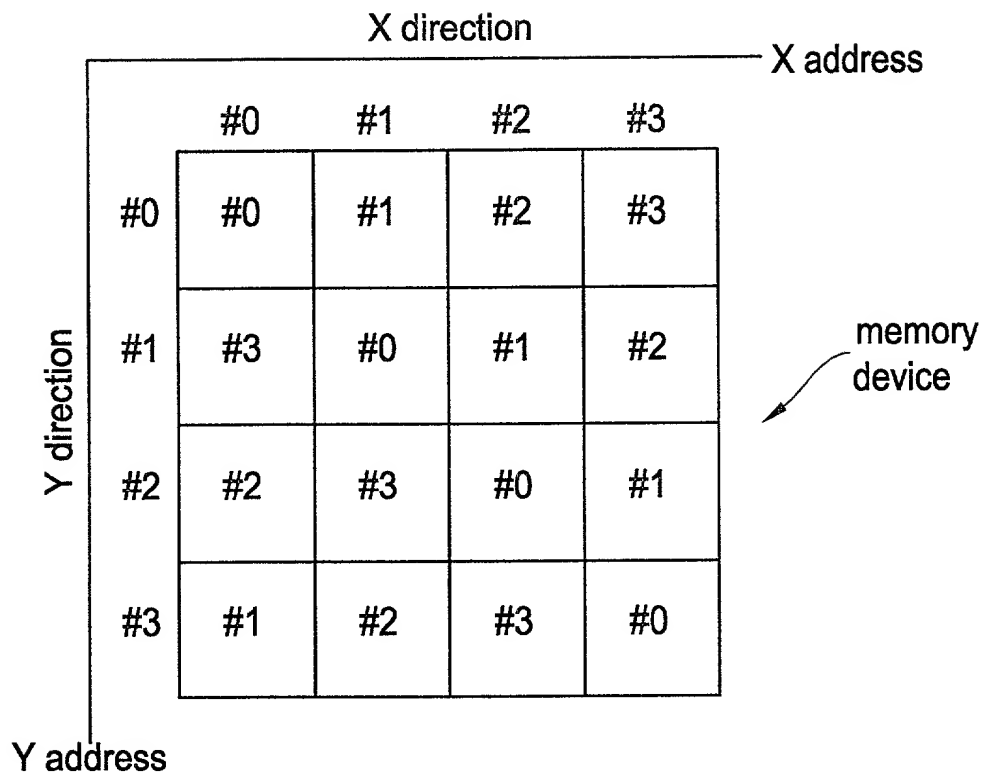 X direction
X address
#0 #1 #2 #3
#0 #0 #1 #2 #3
#1 #3 #0 #1 #2
memory
device
Y direction
#2 #2 #3 #0 #1
#3 #1 #2 #3 #0
Y address